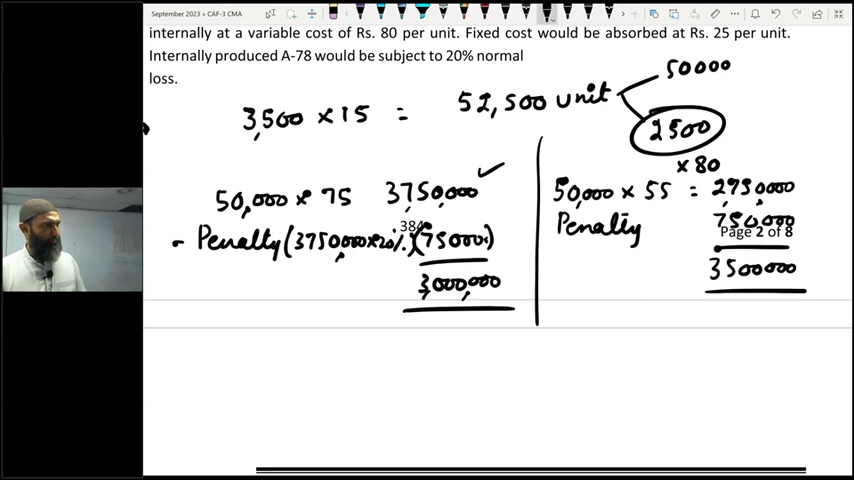 September 2023 » CAF-3 CMA
internally at a variable cost of Rs. 80 per unit. Fixed cost would be absorbed at Rs. 25 per unit.
Internally produced A-78 would be subject to 20% normal
loss.
3,500 × 15 = 52,500 unit
50000
2500
× 80
50,000 × 75 3750,000
- Penalty (3750,000 × 20%) (750000)
384
3,000,000
50,000 × 55 = 2,750,000
Penalty 750,000
Page 2 of 8
3500000